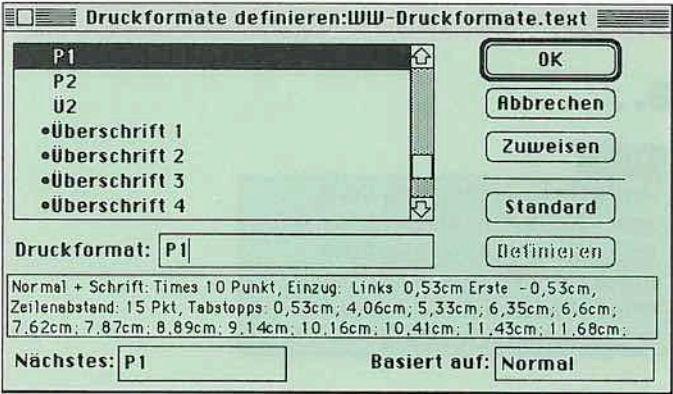 Druckformate definieren:WW-Druckformate.text
P1
P2
Ü2
•Überschrift 1
•Überschrift 2
•Überschrift 3
•Überschrift 4
OK
Abbrechen
Zuweisen
Standard
Definieren
Druckformat: P1
Normal + Schrift: Times 10 Punkt, Einzug: Links 0,53cm Erste -0,53cm,
Zeilenabstand: 15 Pkt, Tabstopps: 0,53cm; 4,06cm; 5,33cm; 6,35cm; 6,6cm;
7,62cm; 7,87cm; 8,89cm; 9,14cm; 10,16cm; 10,41cm; 11,43cm; 11,68cm;
Nächstes: P1
Basiert auf: Normal